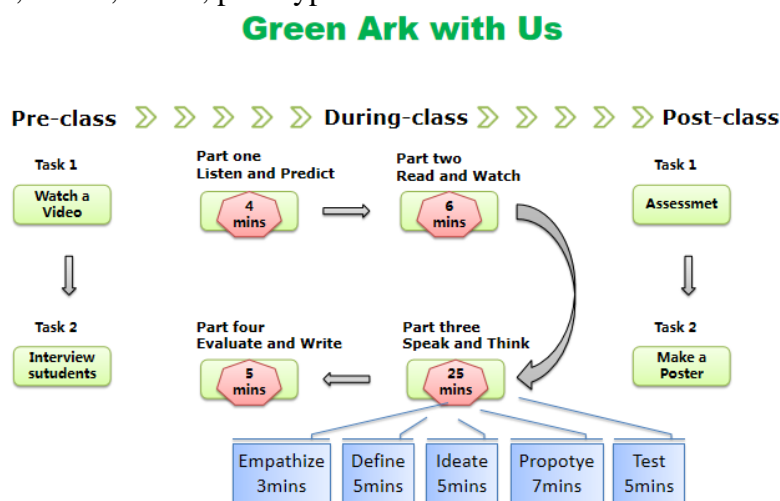 Green Ark with Us
Pre-class
During-class
Post-class
Task 1
Watch a
Video
Task 2
Interview
sutudents
Part one
Listen and Predict
4
mins
Part two
Read and Watch
6
mins
Part three
Speak and Think
25
mins
Part four
Evaluate and Write
5
mins
Empathize
3mins
Define
5mins
Ideate
5mins
Propotye
7mins
Test
5mins
Task 1
Assessmet
Task 2
Make a
Poster